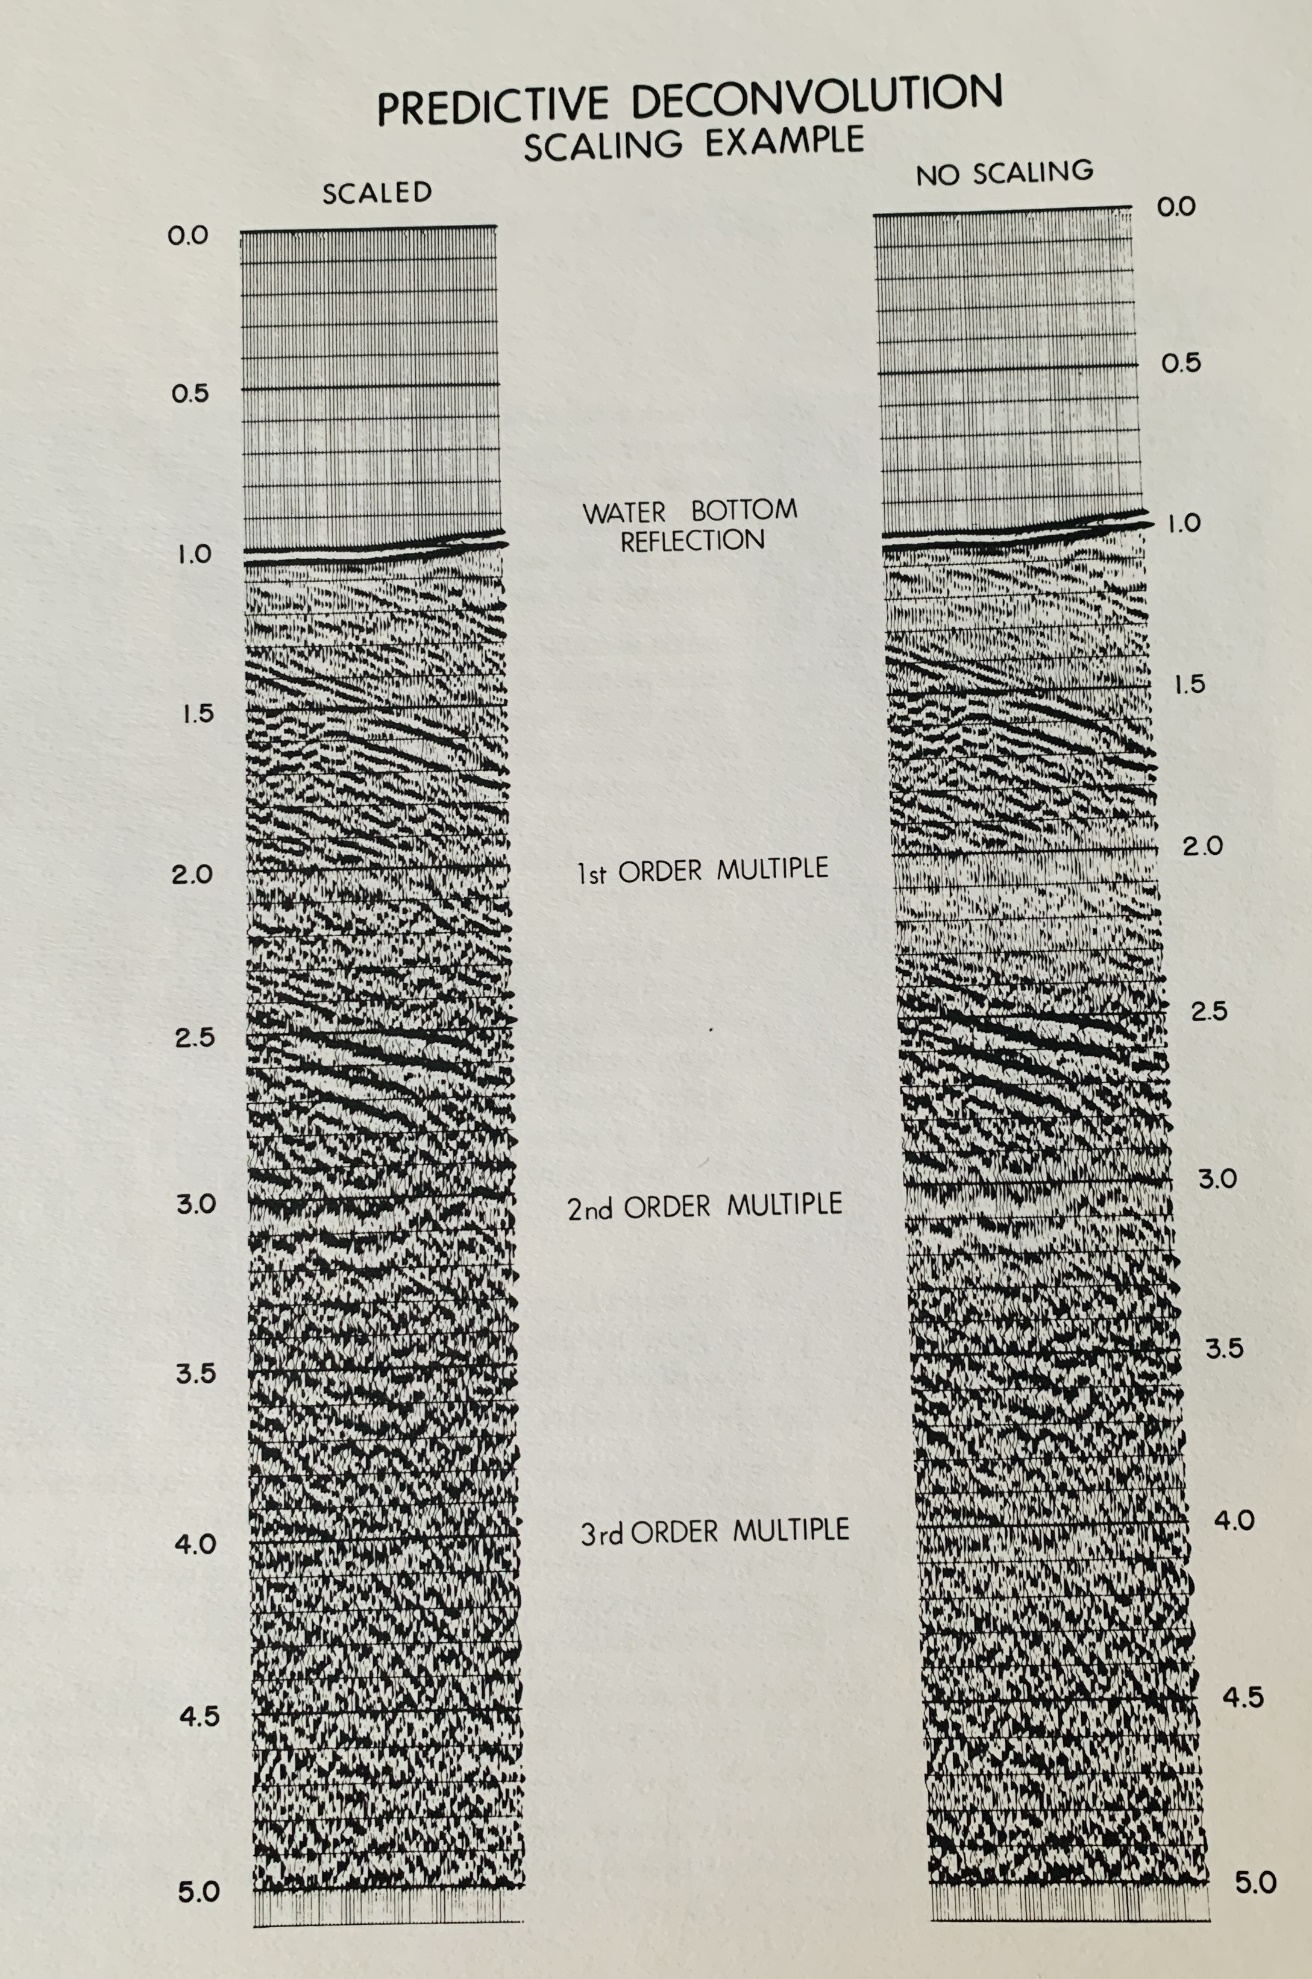 PREDICTIVE DECONVOLUTION
SCALING EXAMPLE
SCALED
NO SCALING
0.0
0.0
0.5
0.5
WATER BOTTOM
REFLECTION
1.0
1.0
1.5
1.5
1st ORDER MULTIPLE
2.0
2.0
2.5
2.5
2nd ORDER MULTIPLE
3.0
3.0
3.5
3.5
3rd ORDER MULTIPLE
4.0
4.0
4.5
4.5
5.0
5.0